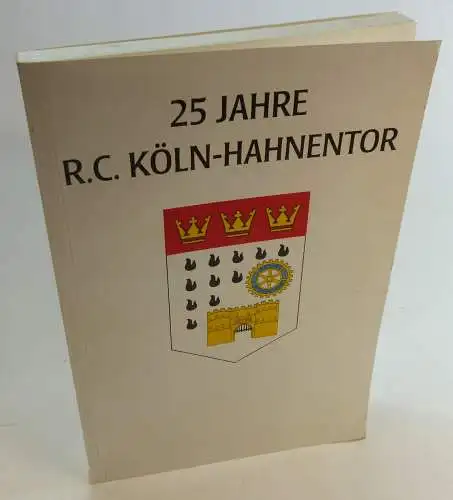 25 JAHRE
R.C. KÖLN-HAHNENTOR